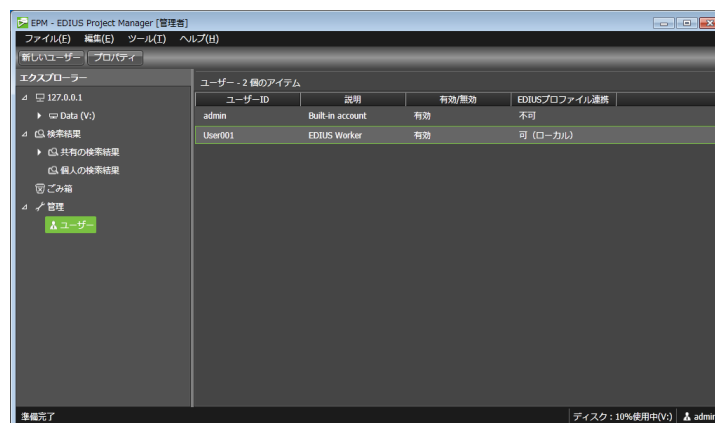 EPM - EDIUS Project Manager [管理者]
ファイル(F) 編集(E) ツール(T) ヘルプ(H)
新しいユーザー プロパティ
エクスプローラー
127.0.0.1
Data (V:)
検索結果
共有の検索結果
個人の検索結果
ごみ箱
管理
ユーザー
ユーザー - 2 個のアイテム
ユーザーID 説明 有効/無効 EDIUSプロファイル連携
admin Built-in account 有効 不可
User001 EDIUS Worker 有効 可（ローカル）
準備完了 ディスク : 10%使用中(V:) admin